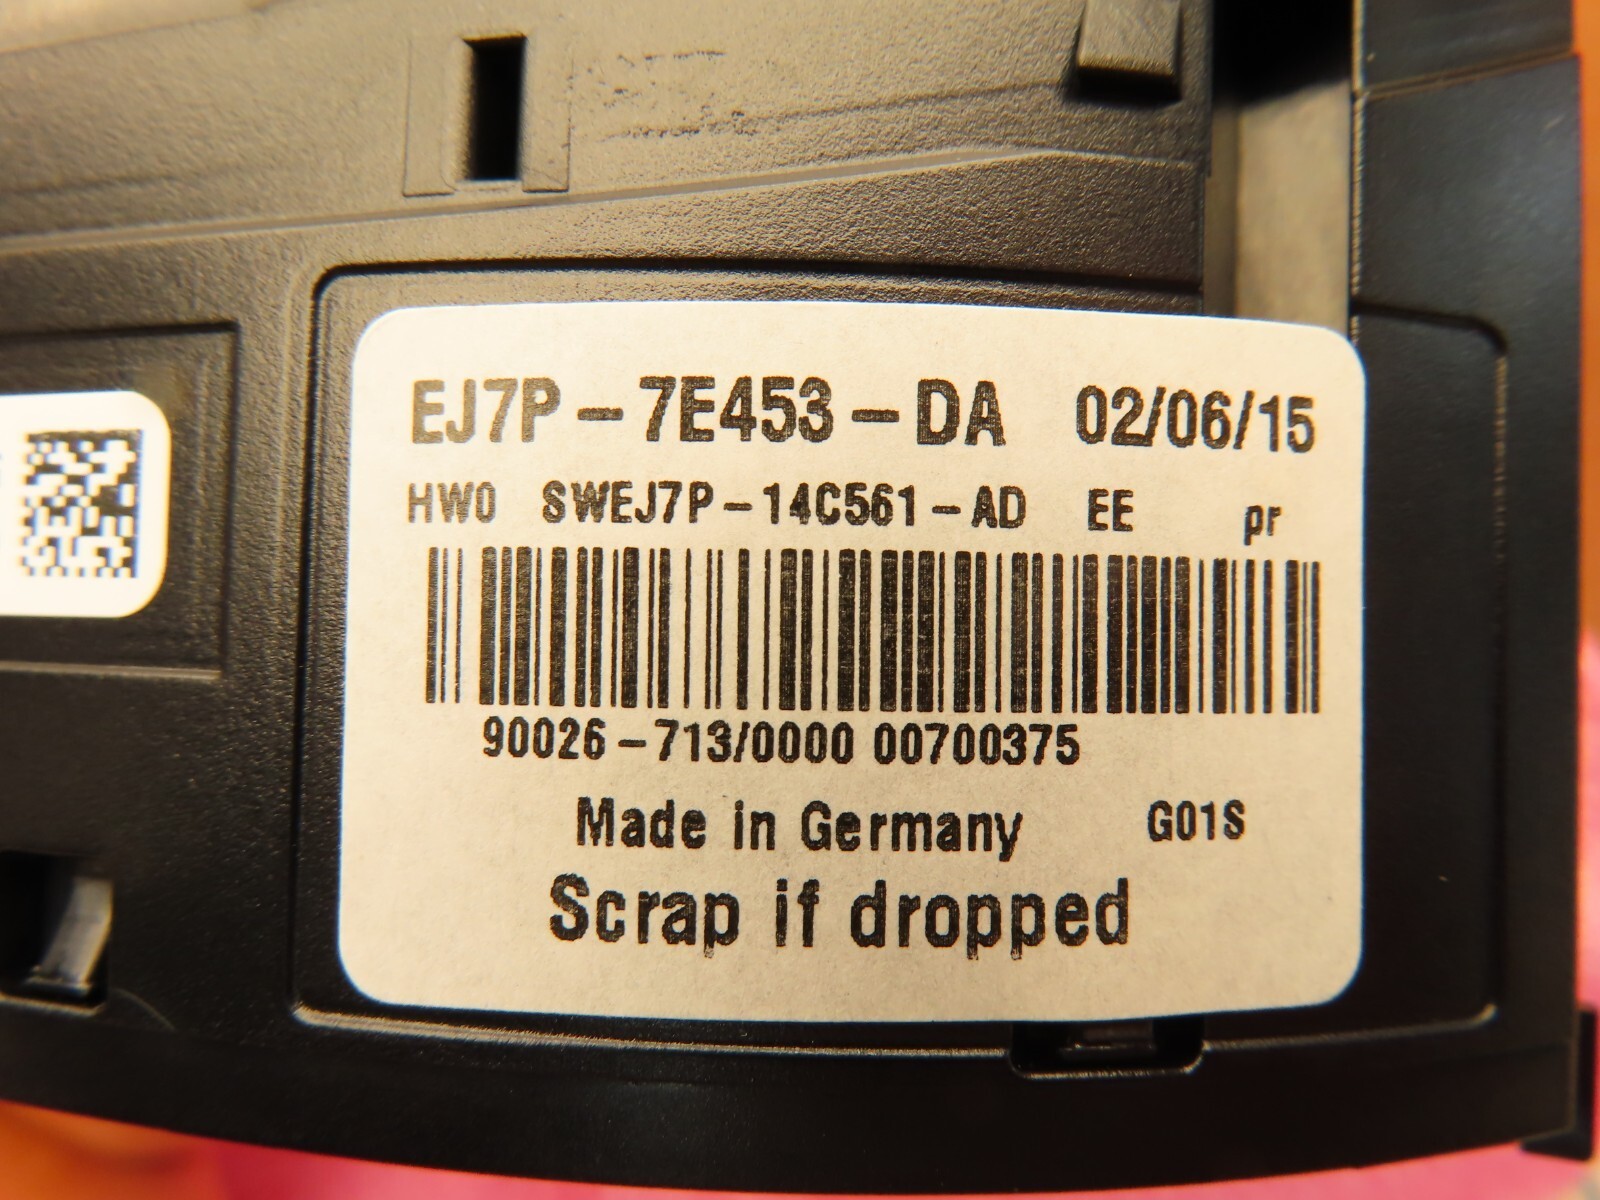 EJ7P-7E453-DA 02/06/15
HW0 SWEJ7P-14C561-AD EE pr
90026-713/0000 00700375
Made in Germany G01S
Scrap if dropped